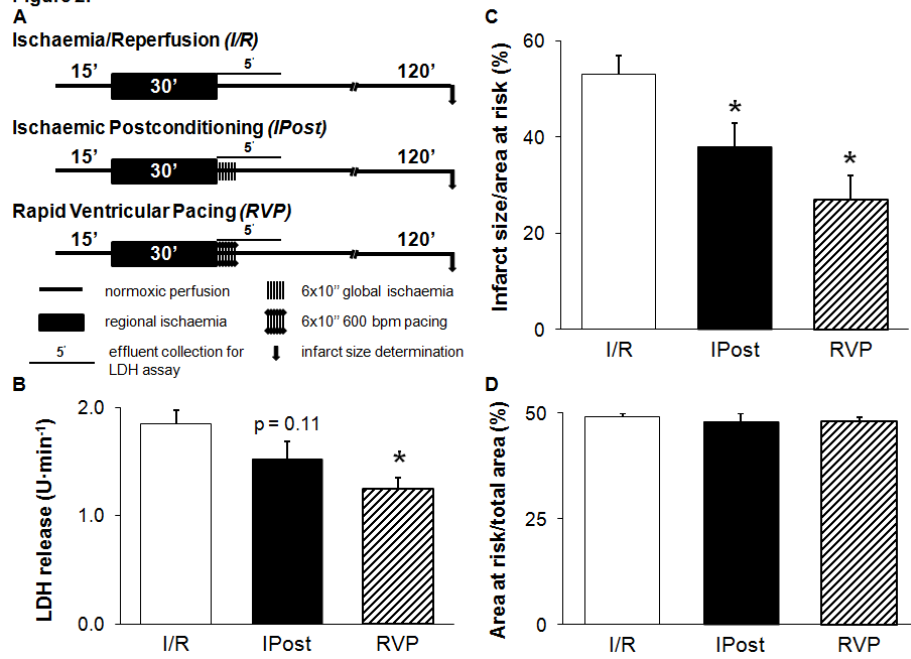 A
Ischaemia/Reperfusion (I/R)
5'
15' 30' 120'
Ischaemic Postconditioning (IPost)
5'
15' 30' 120'
Rapid Ventricular Pacing (RVP)
5'
15' 30' 120'
normoxic perfusion
6x10" global ischaemia
regional ischaemia
6x10" 600 bpm pacing
5' effluent collection for
LDH assay
infarct size determination
B
LDH release (U·min⁻¹)
2.0
1.0
0.0
p = 0.11
*
I/R IPost RVP
C
Infarct size/area at risk (%)
60
40
20
0
*
*
I/R IPost RVP
D
Area at risk/total area (%)
50
25
0
I/R IPost RVP